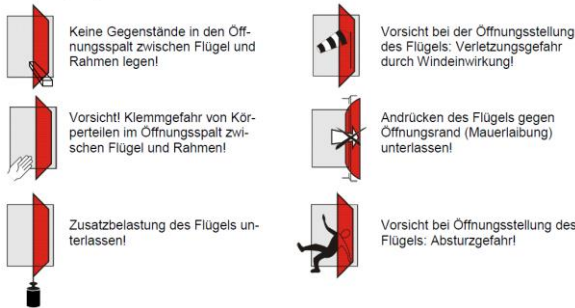 Keine Gegenstände in den Öff-
nungsspalt zwischen Flügel und
Rahmen legen!
Vorsicht! Klemmgefahr von Kör-
perteilen im Öffnungsspalt zwi-
schen Flügel und Rahmen!
Zusatzbelastung des Flügels un-
terlassen!
Vorsicht bei der Öffnungsstellung
des Flügels: Verletzungsgefahr
durch Windeinwirkung!
Andrücken des Flügels gegen
Öffnungsrand (Mauerlaibung)
unterlassen!
Vorsicht bei Öffnungsstellung des
Flügels: Absturzgefahr!